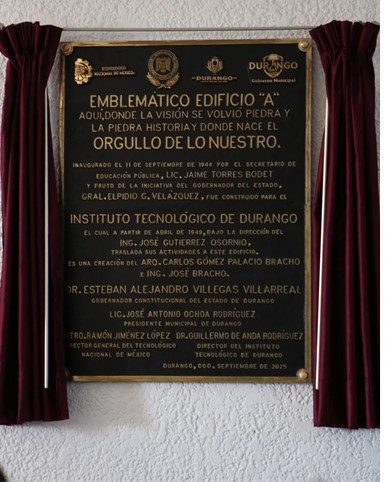 TECNOLÓGICO
NACIONAL DE MÉXICO
DURANGO
DURANGO
Gobierno Municipal
EMBLEMÁTICO EDIFICIO "A"
AQUÍ, DONDE LA VISIÓN SE VOLVIÓ PIEDRA Y
LA PIEDRA HISTORIA Y DONDE NACE EL
ORGULLO DE LO NUESTRO.
INAUGURADO EL 11 DE SEPTIEMBRE DE 1944 POR EL SECRETARIO DE
EDUCACIÓN PÚBLICA, LIC. JAIME TORRES BODET
Y FRUTO DE LA INICIATIVA DEL GOBERNADOR DEL ESTADO,
GRAL. ELPIDIO G. VELÁZQUEZ, FUE CONSTRUIDO PARA EL
INSTITUTO TECNOLÓGICO DE DURANGO
EL CUAL A PARTIR DE ABRIL DE 1948, BAJO LA DIRECCIÓN DEL
ING. JOSÉ GUTIERREZ OSORNIO,
TRASLADA SUS ACTIVIDADES A ESTE EDIFICIO,
ES UNA CREACIÓN DEL ARQ. CARLOS GÓMEZ PALACIO BRACHO
E ING. JOSÉ BRACHO.
DR. ESTEBAN ALEJANDRO VILLEGAS VILLARREAL
GOBERNADOR CONSTITUCIONAL DEL ESTADO DE DURANGO
LIC. JOSÉ ANTONIO OCHOA RODRÍGUEZ
PRESIDENTE MUNICIPAL DE DURANGO
TRO. RAMÓN JIMÉNEZ LÓPEZ DR. GUILLERMO DE ANDA RODRÍGUEZ
DIRECTOR GENERAL DEL TECNOLÓGICO DIRECTOR DEL INSTITUTO
NACIONAL DE MÉXICO TECNOLÓGICO DE DURANGO
DURANGO, DGO. SEPTIEMBRE DE 2025